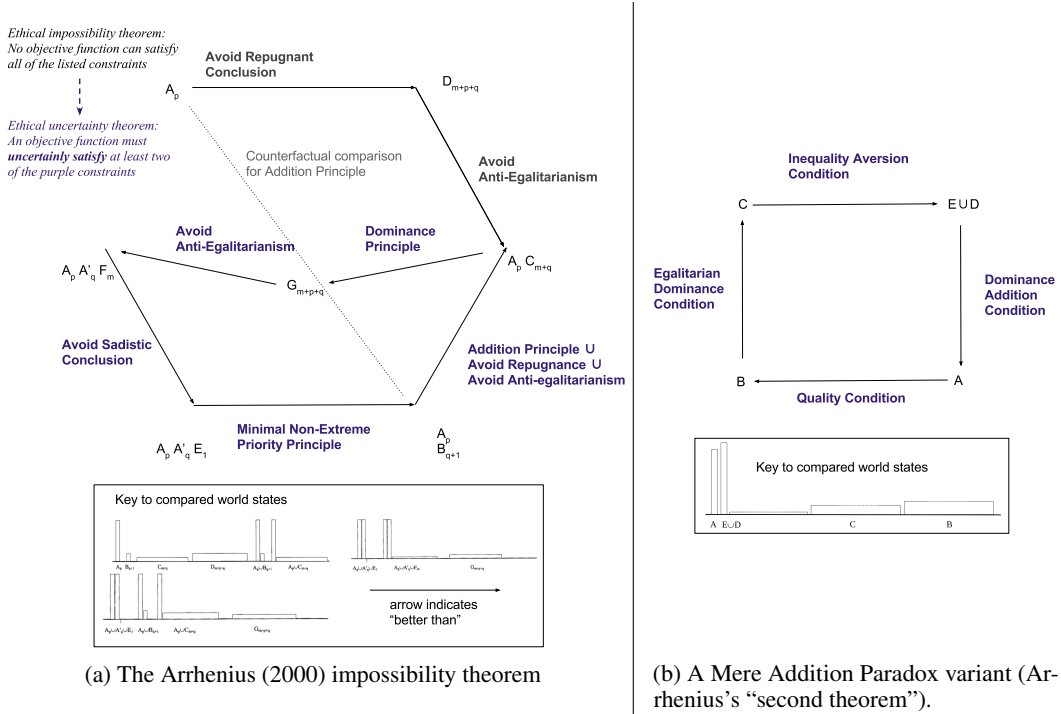 Ethical impossibility theorem:
No objective function can satisfy
all of the listed constraints
Ethical uncertainty theorem:
An objective function must
uncertainly satisfy at least two
of the purple constraints
Avoid Repugnant
Conclusion
A_p
D_{m+p+q}
Counterfactual comparison
for Addition Principle
Avoid
Anti-Egalitarianism
Avoid
Anti-Egalitarianism
Dominance
Principle
A_p A'_q F_m
G_{m+p+q}
A_p C_{m+q}
Avoid Sadistic
Conclusion
Addition Principle ∪
Avoid Repugnance ∪
Avoid Anti-egalitarianism
Minimal Non-Extreme
Priority Principle
A_p A'_q E_1
A_p
B_{q+1}
Key to compared world states
arrow indicates
"better than"
(a) The Arrhenius (2000) impossibility theorem
Inequality Aversion
Condition
C
E∪D
Egalitarian
Dominance
Condition
Dominance
Addition
Condition
B
A
Quality Condition
Key to compared world states
A E∪D C B
(b) A Mere Addition Paradox variant (Ar-
rhenius's "second theorem").